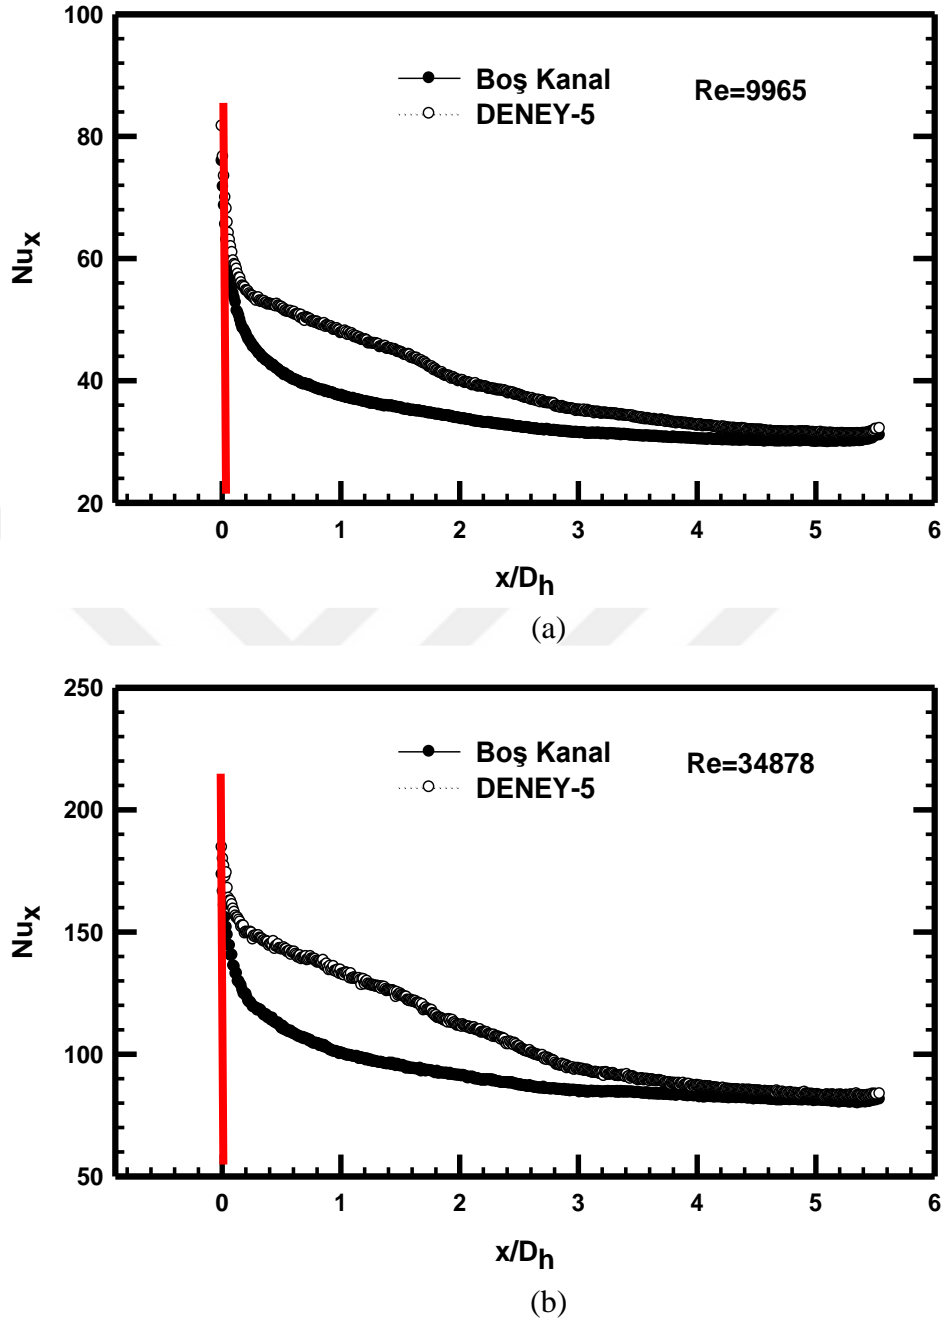 100
80
60
40
20
Nux
Boş Kanal
DENEY-5
Re=9965
0 1 2 3 4 5 6
x/Dh
(a)
250
200
150
100
50
Nux
Boş Kanal
DENEY-5
Re=34878
0 1 2 3 4 5 6
x/Dh
(b)